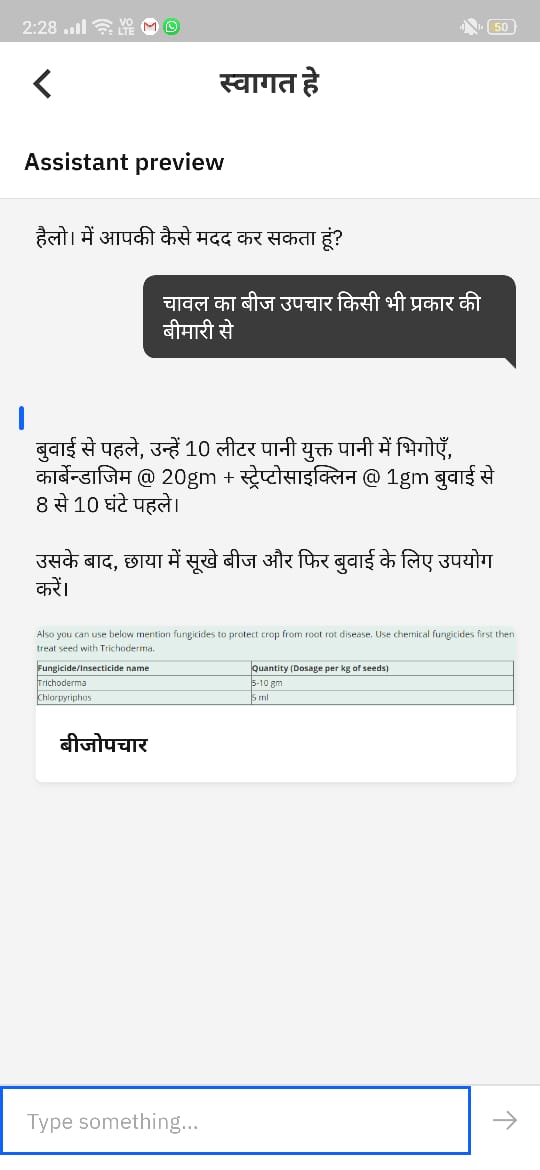 2:28 VO LTE 50
स्वागत हे
Assistant preview
हैलो। में आपकी कैसे मदद कर सकता हूं?
चावल का बीज उपचार किसी भी प्रकार की
बीमारी से
बुवाई से पहले, उन्हें 10 लीटर पानी युक्त पानी में भिगोएँ,
कार्बेन्डाजिम @ 20gm + स्ट्रेप्टोसाइक्लिन @ 1gm बुवाई से
8 से 10 घंटे पहले।
उसके बाद, छाया में सूखे बीज और फिर बुवाई के लिए उपयोग
करें।
Also you can use below mention fungicides to protect crop from root rot disease. Use chemical fungicides first then
treat seed with Trichoderma.
Fungicide/Insecticide name Quantity (Dosage per kg of seeds)
Trichoderma 5-10 gm
Chlorpyriphos 5 ml
बीजोपचार
Type something...